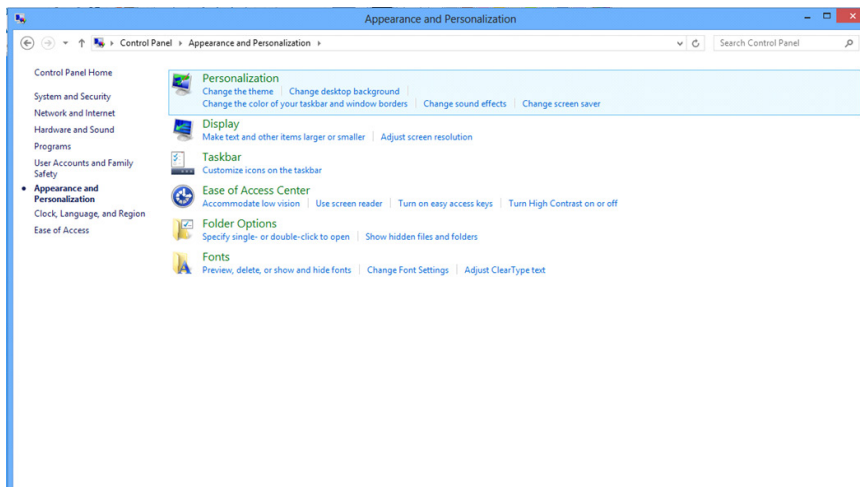 Appearance and Personalization
Control Panel Appearance and Personalization
Search Control Panel
Control Panel Home
System and Security
Network and Internet
Hardware and Sound
Programs
User Accounts and Family
Safety
Appearance and
Personalization
Clock, Language, and Region
Ease of Access
Personalization
Change the theme Change desktop background
Change the color of your taskbar and window borders Change sound effects Change screen saver
Display
Make text and other items larger or smaller Adjust screen resolution
Taskbar
Customize icons on the taskbar
Ease of Access Center
Accommodate low vision Use screen reader Turn on easy access keys Turn High Contrast on or off
Folder Options
Specify single- or double-click to open Show hidden files and folders
Fonts
Preview, delete, or show and hide fonts Change Font Settings Adjust ClearType text